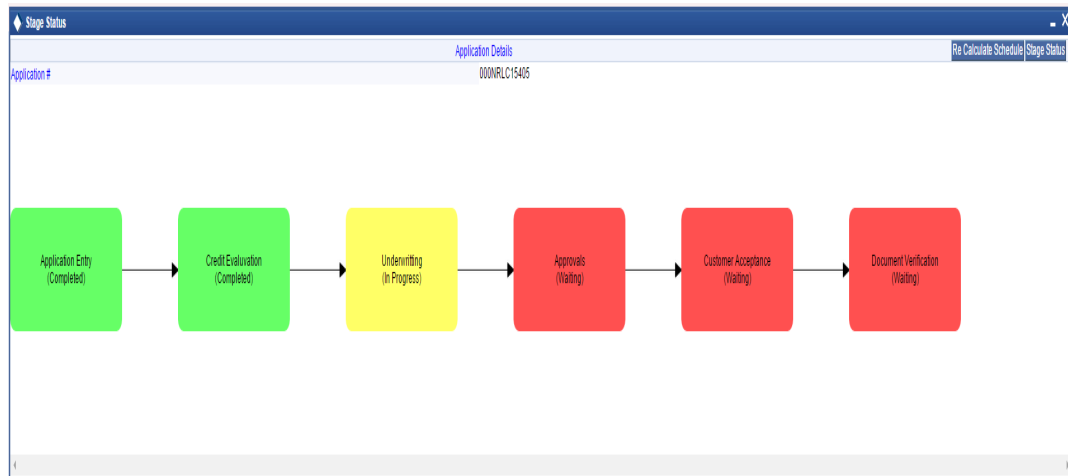 Stage Status
Application Details
Re Calculate Schedule Stage Status
Application #
000NRLC15405
Application Entry
(Completed)
Credit Evaluvation
(Completed)
Underwritting
(In Progress)
Approvals
(Waiting)
Customer Acceptance
(Waiting)
Document Verification
(Waiting)